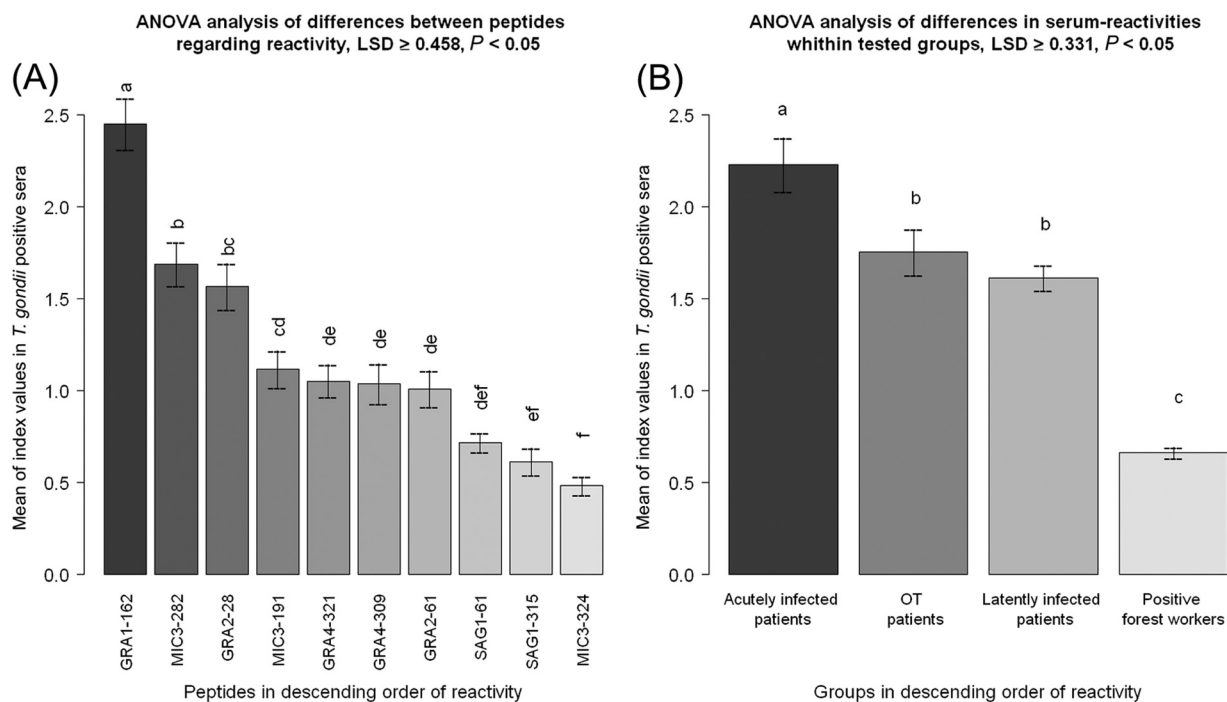 ANOVA analysis of differences between peptides
regarding reactivity, LSD ≥ 0.458, P < 0.05
(A)
Mean of index values in T. gondii positive sera
2.5
2.0
1.5
1.0
0.5
0.0
a
b
bc
cd
de
de
de
def
ef
f
GRA1-162
MIC3-282
GRA2-28
MIC3-191
GRA4-321
GRA4-309
GRA2-61
SAG1-61
SAG1-315
MIC3-324
Peptides in descending order of reactivity
ANOVA analysis of differences in serum-reactivities
whithin tested groups, LSD ≥ 0.331, P < 0.05
(B)
Mean of index values in T. gondii positive sera
2.5
2.0
1.5
1.0
0.5
0.0
a
b
b
c
Acutely infected
patients
OT
patients
Latently infected
patients
Positive
forest workers
Groups in descending order of reactivity